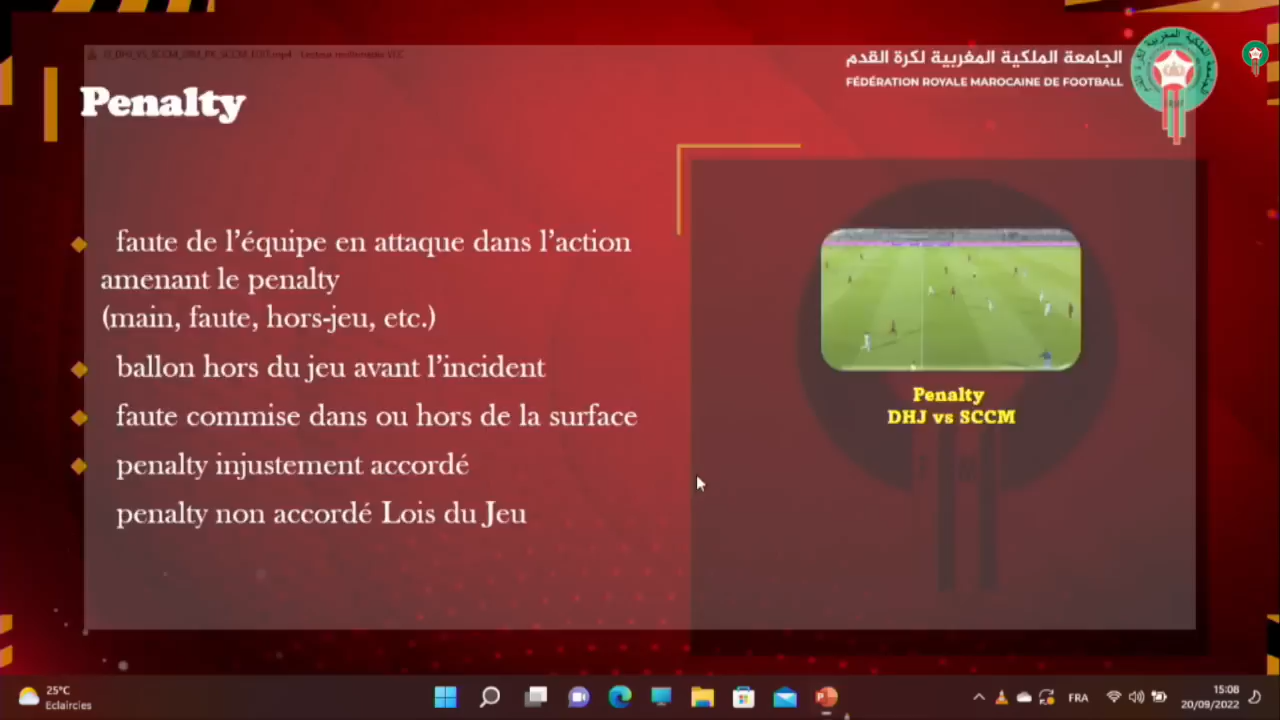 الجامعة الملكية المغربية لكرة القدم
FÉDÉRATION ROYALE MAROCAINE DE FOOTBALL
Penalty
faute de l’équipe en attaque dans l’action
amenant le penalty
(main, faute, hors-jeu, etc.)
ballon hors du jeu avant l’incident
faute commise dans ou hors de la surface
penalty injustement accordé
penalty non accordé Lois du Jeu
Penalty
DHJ vs SCCM
25°C
Eclaircies
FRA
15:08
20/09/2022